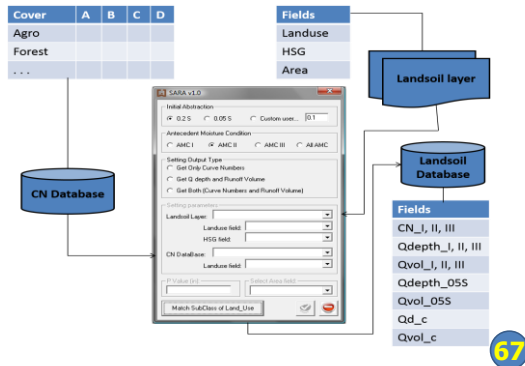 Cover A B C D
Agro
Forest
...
Fields
Landuse
HSG
Area
Landsoil layer
SARA v1.0
Initial Abstraction
0.2 S 0.05 S Custom user... 0.1
Antecedent Moisture Condition
AMC I AMC II AMC III All AMC
Setting Output Type
Get Only Curve Numbers
Get Q depth and Runoff Volume
Get Both (Curve Numbers and Runoff Volume)
Setting parameters
Landsoil Layer:
Landuse field:
HSG field:
CN DataBase:
Landuse field:
P Value (in) Select Area field
Match SubClass of Land_Use
CN Database
Landsoil
Database
Fields
CN_I, II, III
Qdepth_I, II, III
Qvol_I, II, III
Qdepth_05S
Qvol_05S
Qd_c
Qvol_c
67